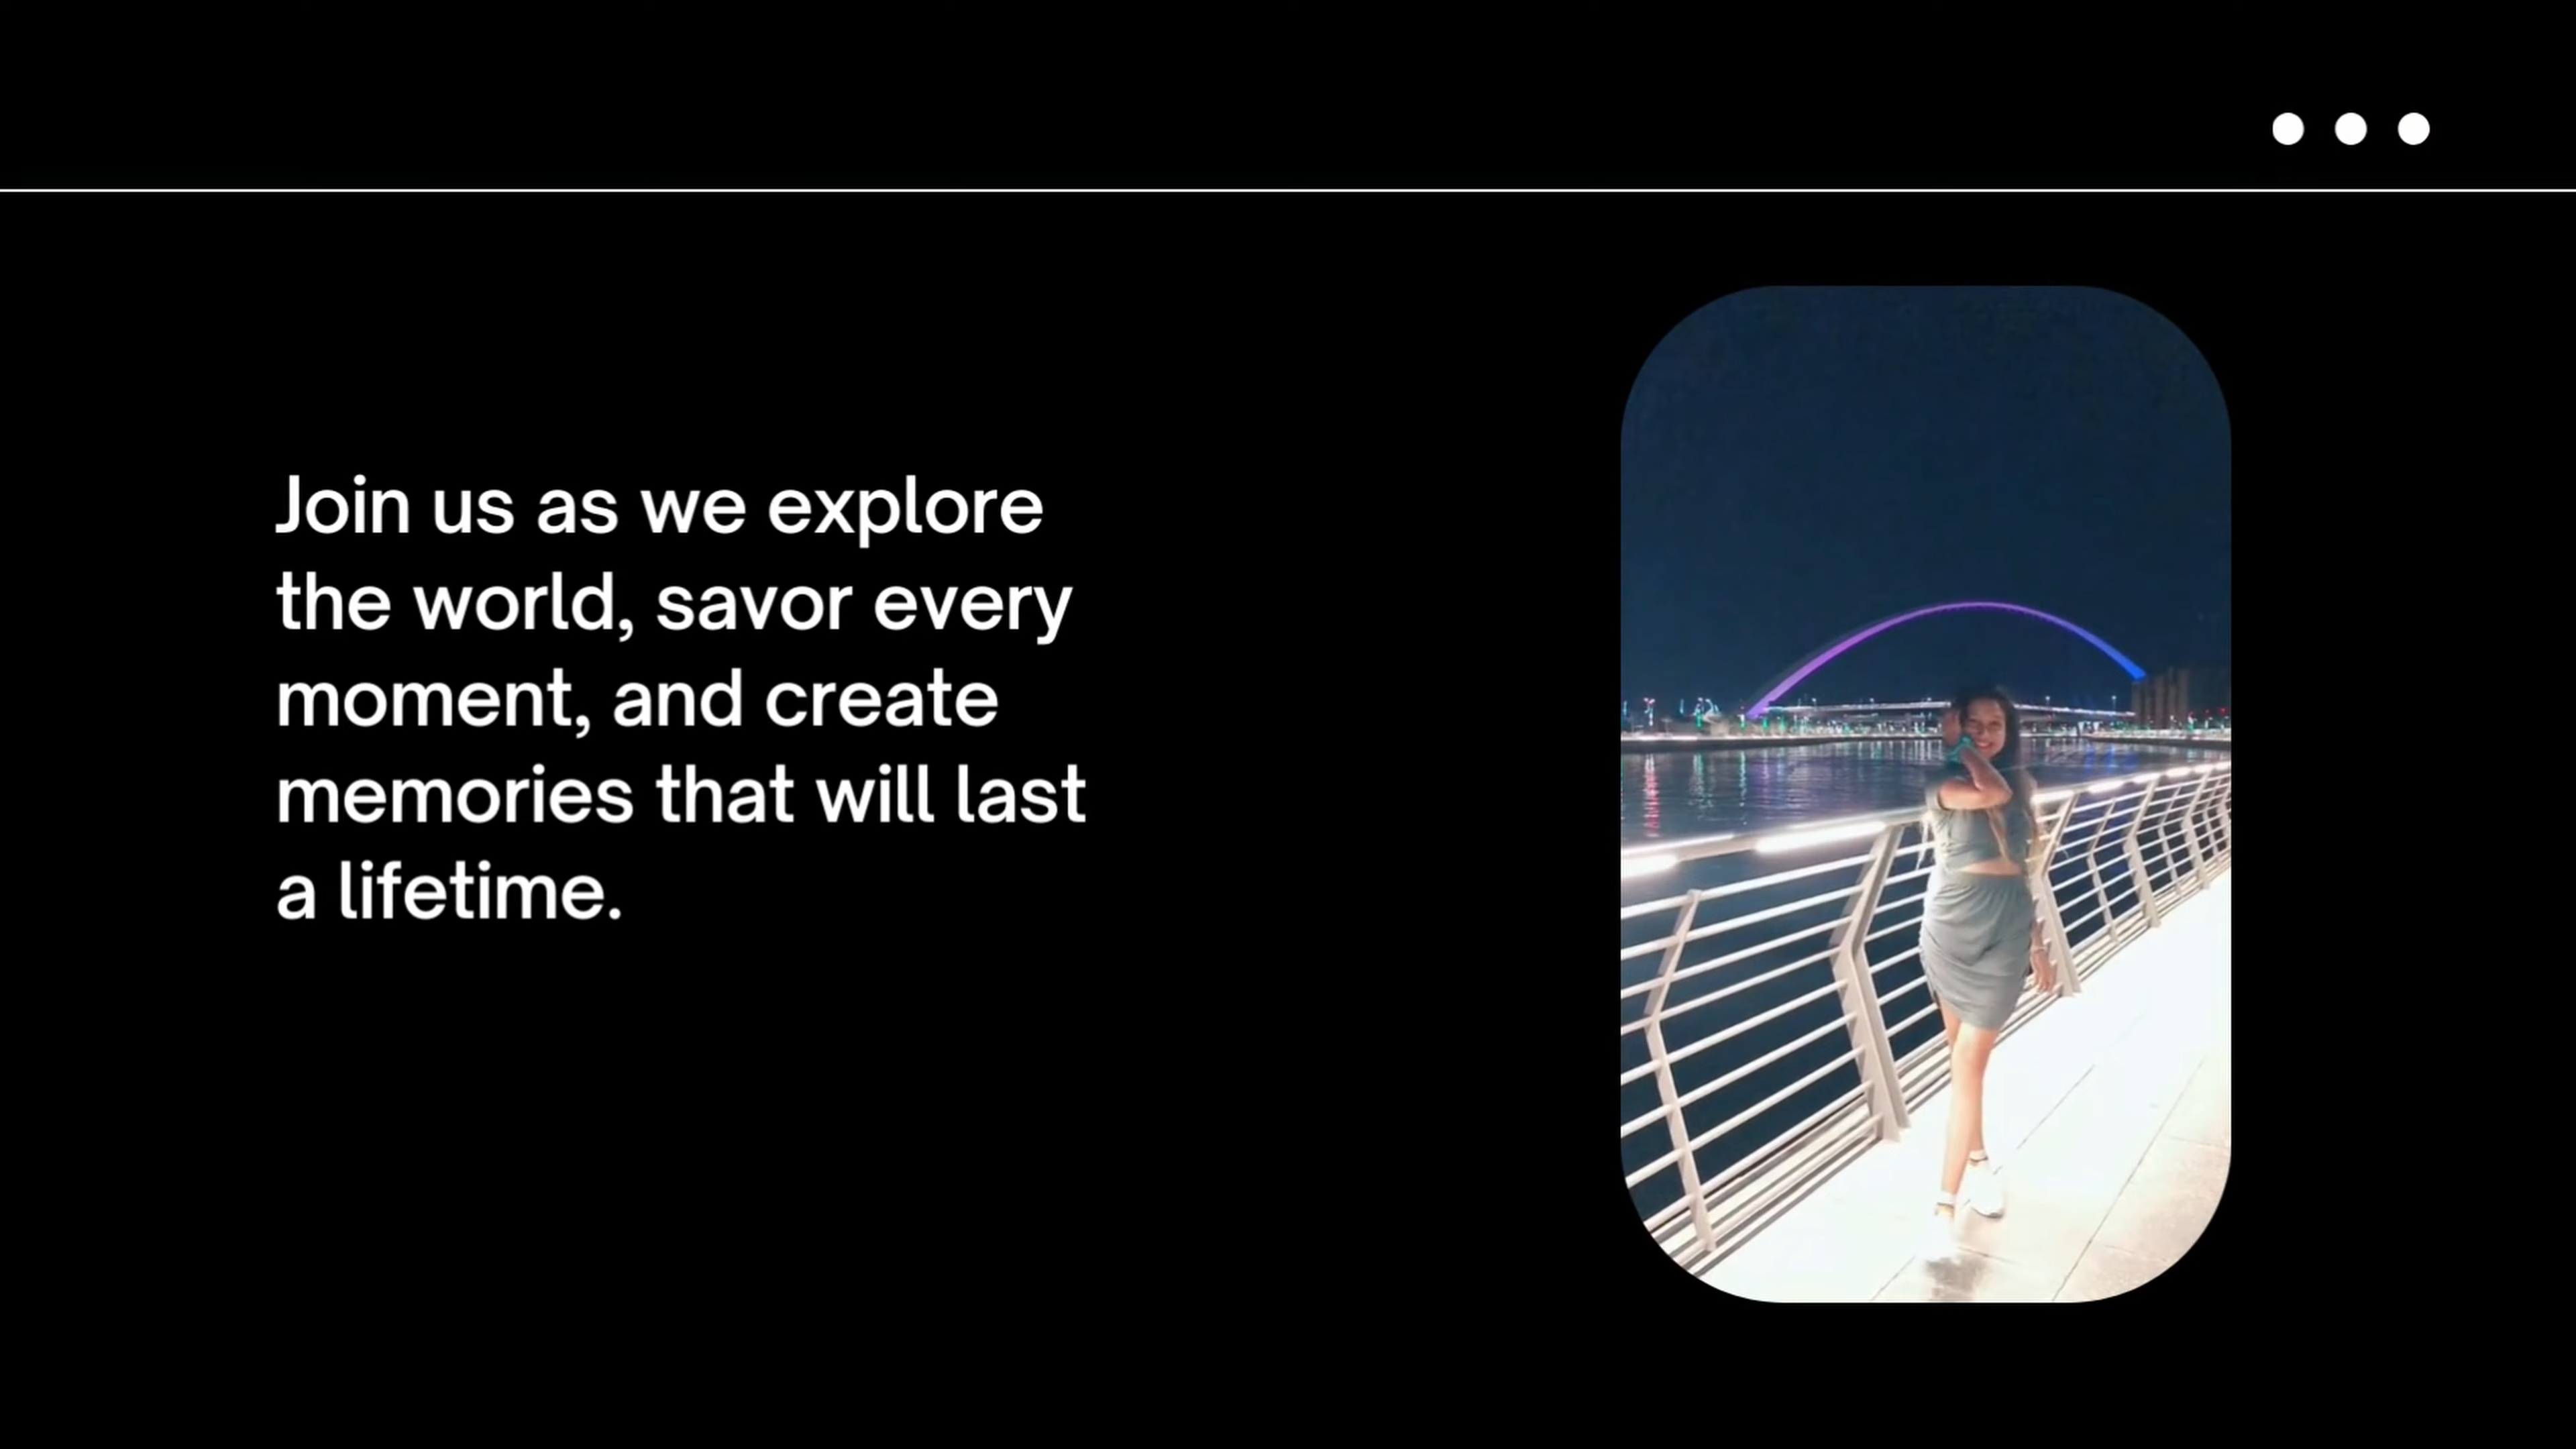 Join us as we explore
the world, savor every
moment, and create
memories that will last
a lifetime.